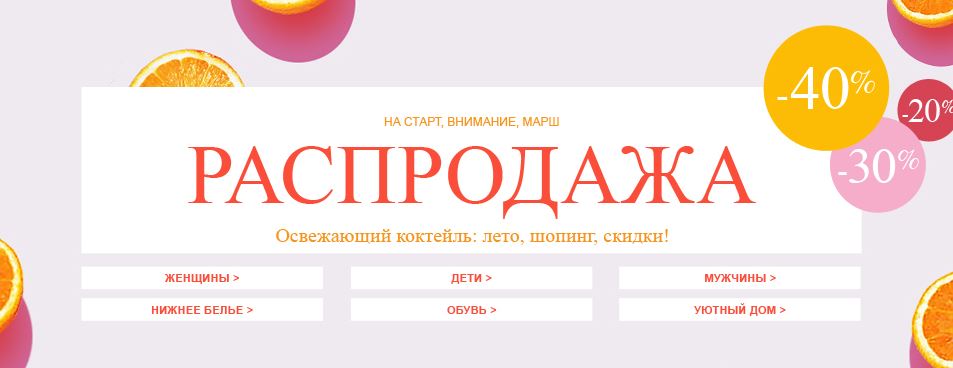 НА СТАРТ, ВНИМАНИЕ, МАРШ
РАСПРОДАЖА
Освежающий коктейль: лето, шопинг, скидки!
-40%
-20%
-30%
ЖЕНЩИНЫ >
ДЕТИ >
МУЖЧИНЫ >
НИЖНЕЕ БЕЛЬЕ >
ОБУВЬ >
УЮТНЫЙ ДОМ >